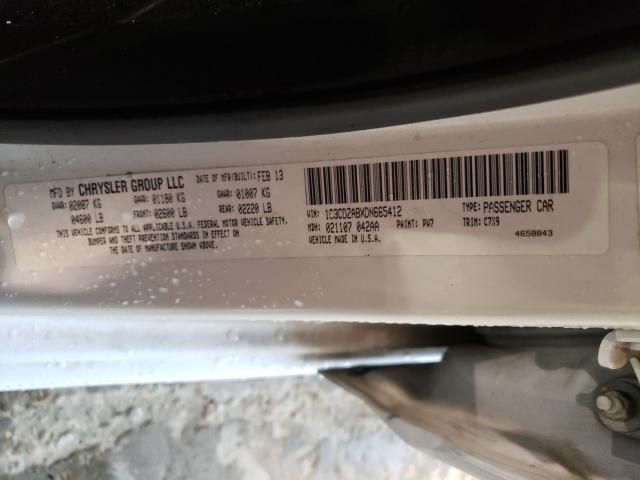 MFD BY CHRYSLER GROUP LLC DATE OF MFR(BUILT): FEB 13
GVWR: 02087 KG GAWR: 01180 KG GAWR: 01007 KG
04600 LB FRONT: 02600 LB REAR: 02220 LB
THIS VEHICLE CONFORMS TO ALL APPLICABLE U.S.A. FEDERAL MOTOR VEHICLE SAFETY,
BUMPER AND THEFT PREVENTION STANDARDS IN EFFECT ON
THE DATE OF MANUFACTURE SHOWN ABOVE.
VIN: 1C3CDZABXDN665412 TYPE: PASSENGER CAR
MDH: 021107 042AA PAINT: PW7 TRIM: C7X9
VEHICLE MADE IN U.S.A. 4658843